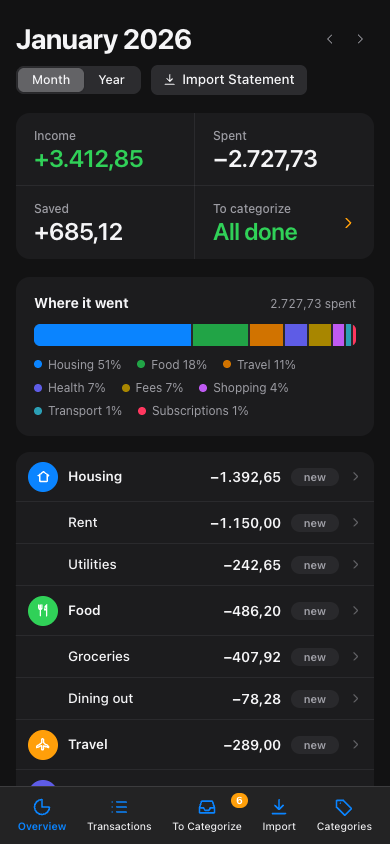 January 2026
Month Year Import Statement
Income Spent
+3.412,85 −2.727,73
Saved To categorize
+685,12 All done
Where it went 2.727,73 spent
Housing 51% Food 18% Travel 11%
Health 7% Fees 7% Shopping 4%
Transport 1% Subscriptions 1%
Housing −1.392,65 new
Rent −1.150,00 new
Utilities −242,65 new
Food −486,20 new
Groceries −407,92 new
Dining out −78,28 new
Travel −289,00 new
6
Overview Transactions To Categorize Import Categories